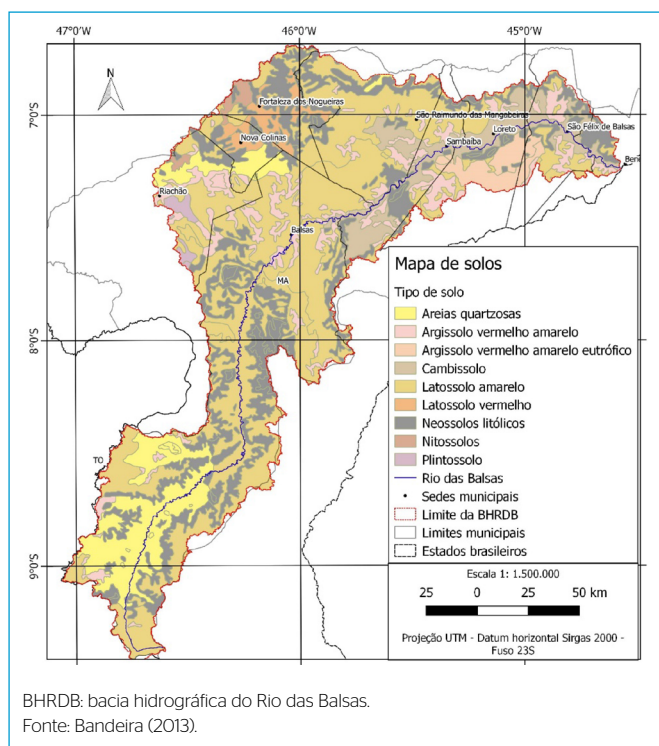 47°0'O 46°0'O 45°0'O
N
Fortaleza dos Nogueiras
7°0'S
São Raimundo das Mangabeiras
Nova Colinas
Sambaíba
Loreto
São Félix de Balsas
Riachão
Balsas
MA
8°0'S
TO
9°0'S
Mapa de solos
Tipo de solo
Areias quartzosas
Argissolo vermelho amarelo
Argissolo vermelho amarelo eutrófico
Cambissolo
Latossolo amarelo
Latossolo vermelho
Neossolos litólicos
Nitossolos
Plintossolo
Rio das Balsas
Sedes municipais
Limite da BHRDB
Limites municipais
Estados brasileiros
Escala 1: 1.500.000
25 0 25 50 km
Projeção UTM - Datum horizontal Sirgas 2000 -
Fuso 23S
BHRDB: bacia hidrográfica do Rio das Balsas.
Fonte: Bandeira (2013).